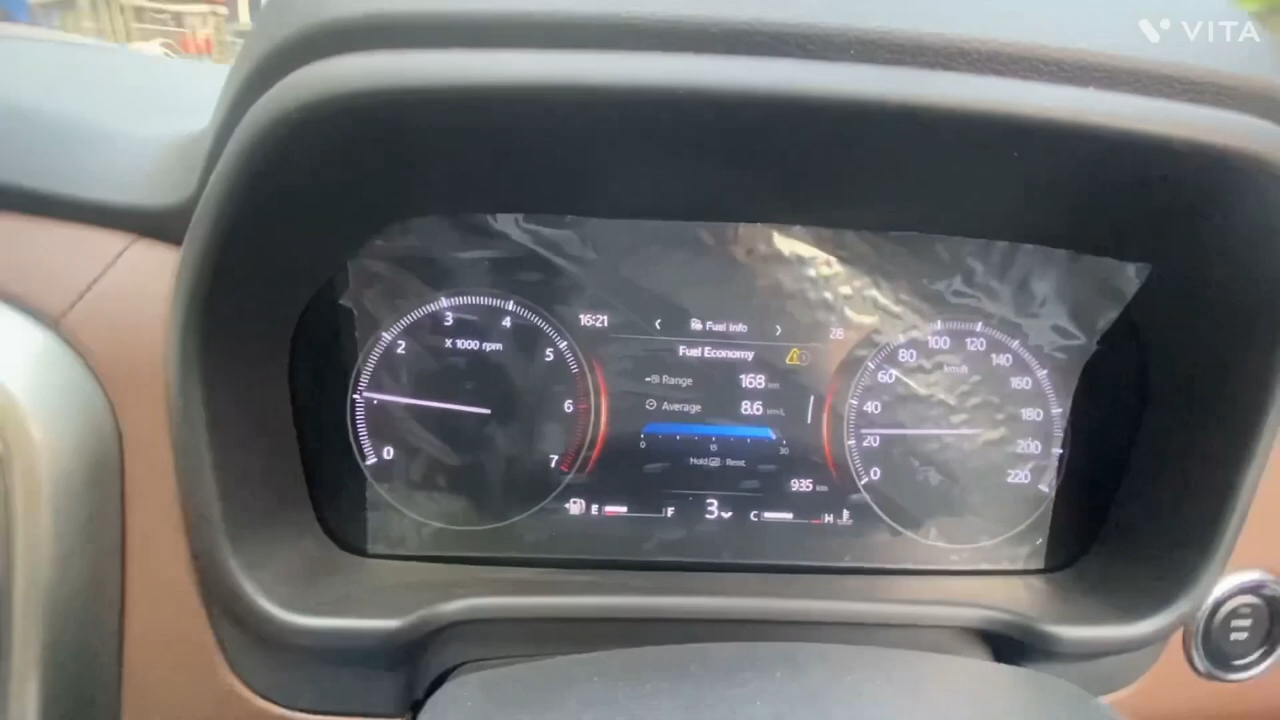 VITA
16:21
Fuel Info
28
Fuel Economy
Range 168 km
Average 8.6 km/L
0 15 30
Hold Reset
935 km
E F
3
C H
0
2
3
4
5
6
7
X 1000 rpm
0
20
40
60
80
100
120
140
160
180
200
220
km/h